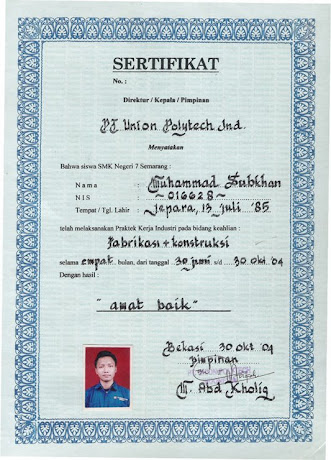 SERTIFIKAT
No. :
Direktur / Kepala / Pimpinan
PT Union Polytech Ind.
Menyatakan
Bahwa siswa SMK Negeri 7 Semarang :
Nama : Muhammad Subkhan
NIS : 016628
Tempat / Tgl. Lahir : Jepara, 13 juli '85
telah melaksanakan Praktek Kerja Industri pada bidang keahlian :
Fabrikasi + konstruksi
selama empat bulan, dari tanggal 30 juni s/d 30 okt 04
Dengan hasil :
"amat baik"
Bekasi 30 okt 04
pimpinan
M. Abd Kholiq